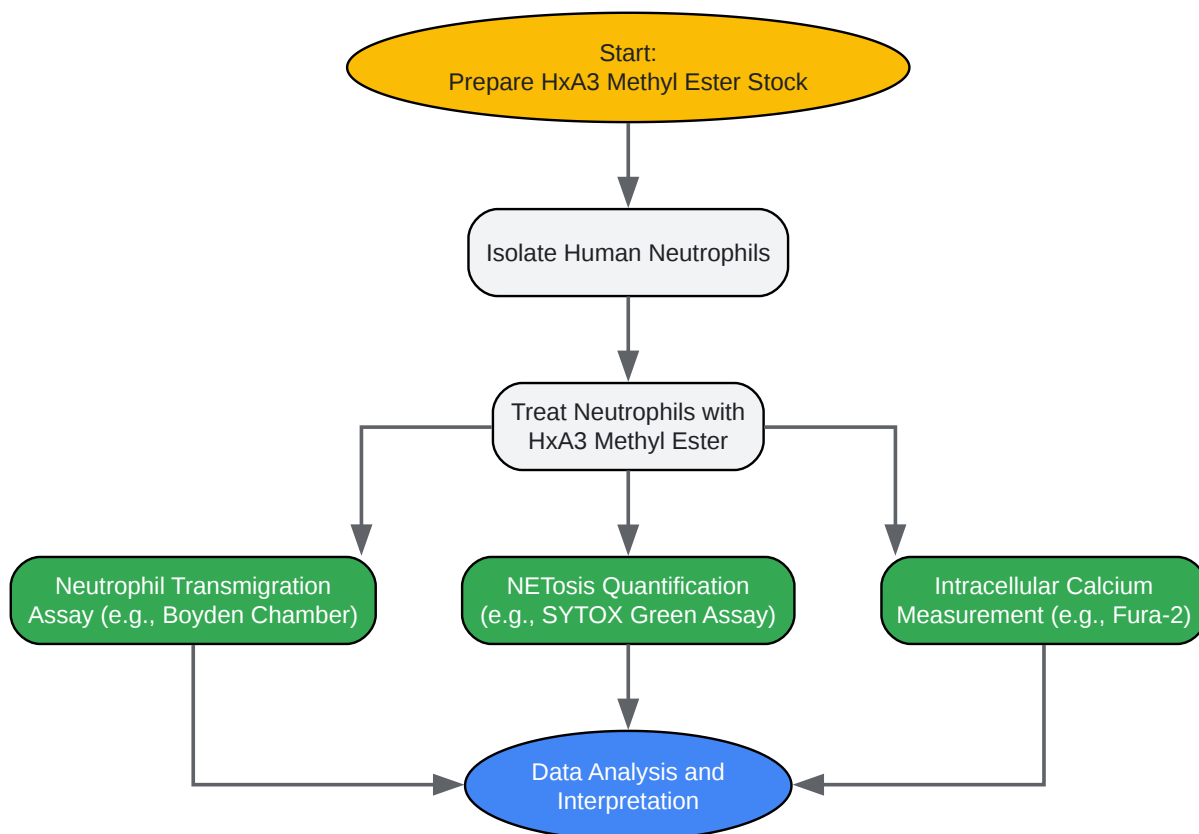 Start:
Prepare HxA3 Methyl Ester Stock
Isolate Human Neutrophils
Treat Neutrophils with
HxA3 Methyl Ester
Neutrophil Transmigration
Assay (e.g., Boyden Chamber)
NETosis Quantification
(e.g., SYTOX Green Assay)
Intracellular Calcium
Measurement (e.g., Fura-2)
Data Analysis and
Interpretation